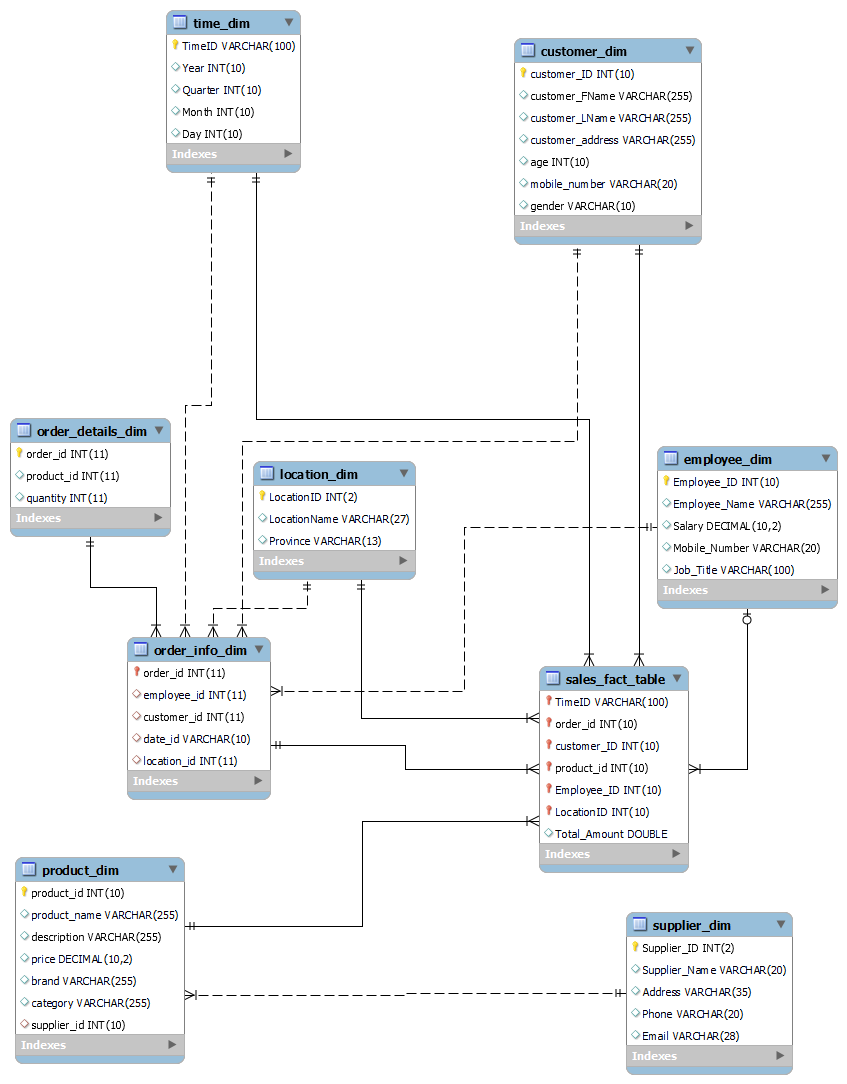 time_dim
TimeID VARCHAR(100)
Year INT(10)
Quarter INT(10)
Month INT(10)
Day INT(10)
Indexes
customer_dim
customer_ID INT(10)
customer_FName VARCHAR(255)
customer_LName VARCHAR(255)
customer_address VARCHAR(255)
age INT(10)
mobile_number VARCHAR(20)
gender VARCHAR(10)
Indexes
order_details_dim
order_id INT(11)
product_id INT(11)
quantity INT(11)
Indexes
location_dim
LocationID INT(2)
LocationName VARCHAR(27)
Province VARCHAR(13)
Indexes
employee_dim
Employee_ID INT(10)
Employee_Name VARCHAR(255)
Salary DECIMAL(10,2)
Mobile_Number VARCHAR(20)
Job_Title VARCHAR(100)
Indexes
order_info_dim
order_id INT(11)
employee_id INT(11)
customer_id INT(11)
date_id VARCHAR(10)
location_id INT(11)
Indexes
sales_fact_table
TimeID VARCHAR(100)
order_id INT(10)
customer_ID INT(10)
product_id INT(10)
Employee_ID INT(10)
LocationID INT(10)
Total_Amount DOUBLE
Indexes
product_dim
product_id INT(10)
product_name VARCHAR(255)
description VARCHAR(255)
price DECIMAL(10,2)
brand VARCHAR(255)
category VARCHAR(255)
supplier_id INT(10)
Indexes
supplier_dim
Supplier_ID INT(2)
Supplier_Name VARCHAR(20)
Address VARCHAR(35)
Phone VARCHAR(20)
Email VARCHAR(28)
Indexes